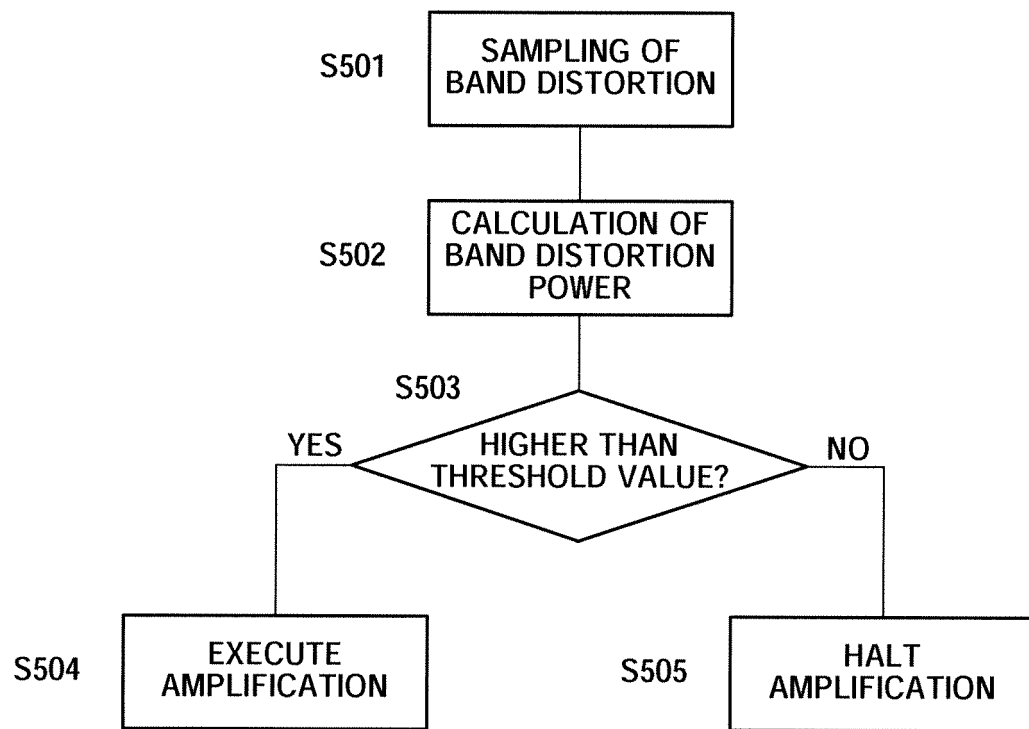 S501
SAMPLING OF
BAND DISTORTION
S502
CALCULATION OF
BAND DISTORTION
POWER
S503
YES
HIGHER THAN
THRESHOLD VALUE?
NO
S504
EXECUTE
AMPLIFICATION
S505
HALT
AMPLIFICATION